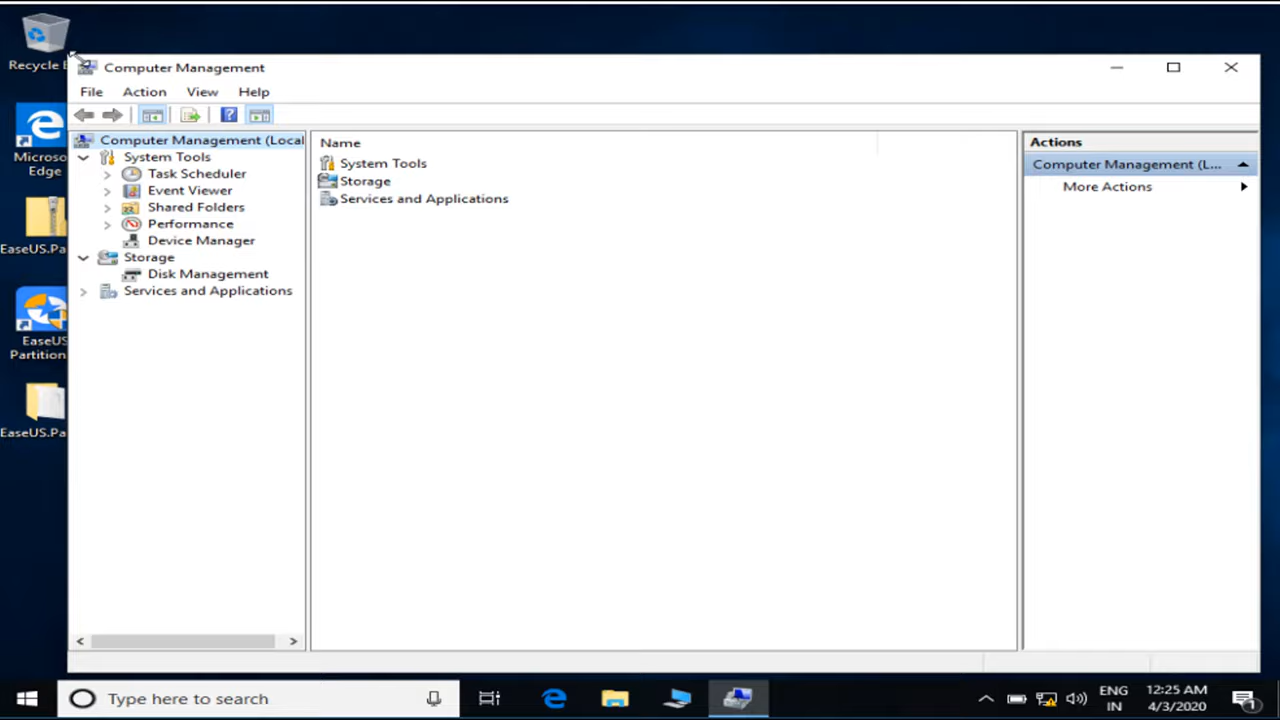 Recycle B
Microso
Edge
EaseUS.Pa
EaseUS
Partition
EaseUS.Pa
Computer Management
File Action View Help
Computer Management (Local
System Tools
Task Scheduler
Event Viewer
Shared Folders
Performance
Device Manager
Storage
Disk Management
Services and Applications
Name
System Tools
Storage
Services and Applications
Actions
Computer Management (L...
More Actions
Type here to search
ENG
IN
12:25 AM
4/3/2020
1